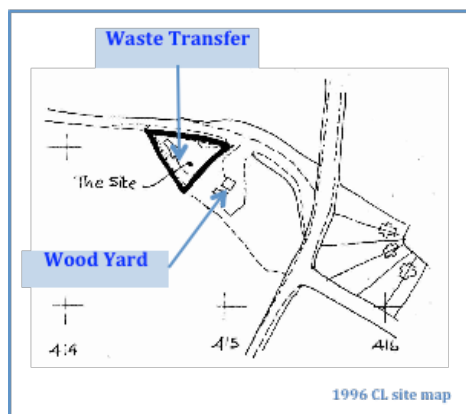 Waste Transfer
The Site
Wood Yard
414
415
416
1996 CL site map